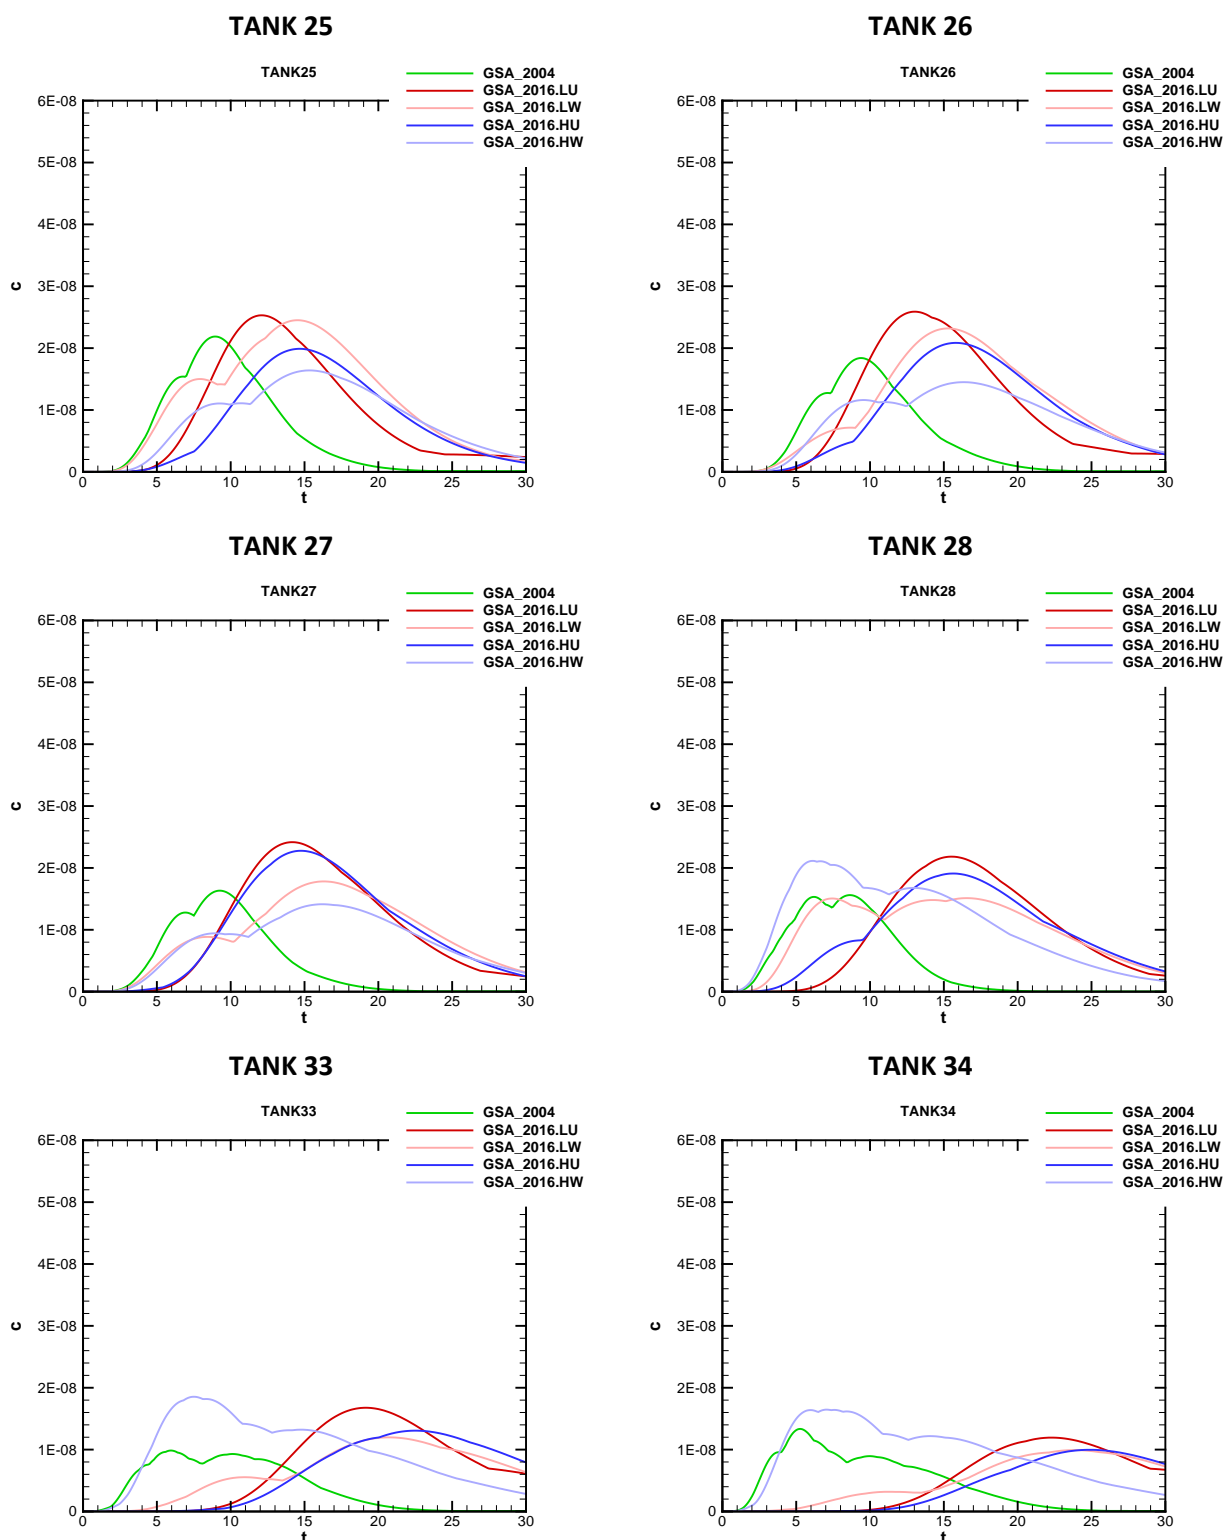 TANK 25
TANK 26
TANK25
GSA_2004
GSA_2016.LU
GSA_2016.LW
GSA_2016.HU
GSA_2016.HW
6E-08
5E-08
4E-08
3E-08
2E-08
1E-08
0
c
0 5 10 15 20 25 30
t
TANK26
GSA_2004
GSA_2016.LU
GSA_2016.LW
GSA_2016.HU
GSA_2016.HW
6E-08
5E-08
4E-08
3E-08
2E-08
1E-08
0
c
0 5 10 15 20 25 30
t
TANK 27
TANK 28
TANK27
GSA_2004
GSA_2016.LU
GSA_2016.LW
GSA_2016.HU
GSA_2016.HW
6E-08
5E-08
4E-08
3E-08
2E-08
1E-08
0
c
0 5 10 15 20 25 30
t
TANK28
GSA_2004
GSA_2016.LU
GSA_2016.LW
GSA_2016.HU
GSA_2016.HW
6E-08
5E-08
4E-08
3E-08
2E-08
1E-08
0
c
0 5 10 15 20 25 30
t
TANK 33
TANK 34
TANK33
GSA_2004
GSA_2016.LU
GSA_2016.LW
GSA_2016.HU
GSA_2016.HW
6E-08
5E-08
4E-08
3E-08
2E-08
1E-08
0
c
0 5 10 15 20 25 30
t
TANK34
GSA_2004
GSA_2016.LU
GSA_2016.LW
GSA_2016.HU
GSA_2016.HW
6E-08
5E-08
4E-08
3E-08
2E-08
1E-08
0
c
0 5 10 15 20 25 30
t